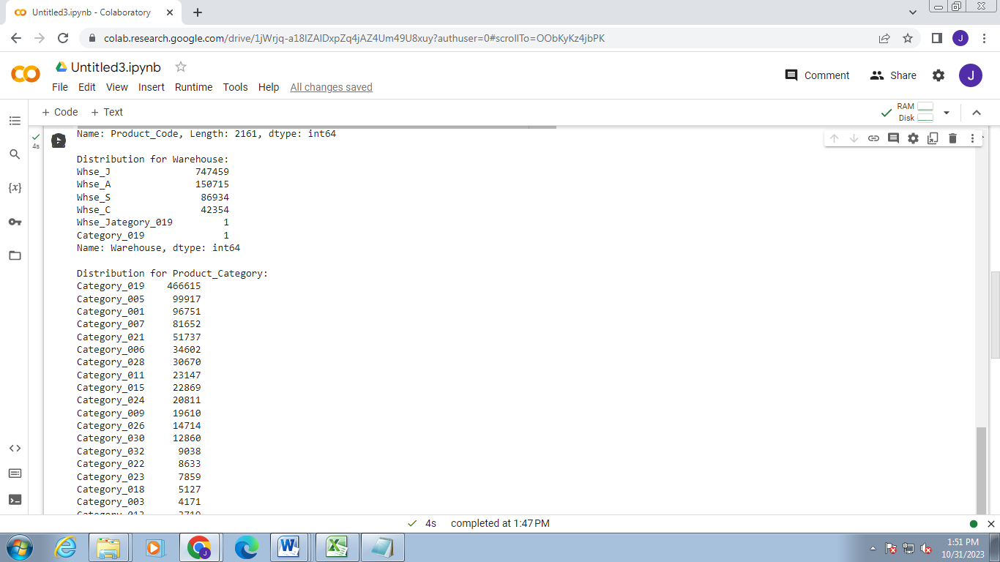 Untitled3.ipynb - Colaboratory
colab.research.google.com/drive/1jWrjq-a18lZAlDxpZq4jAZ4Um49U8xuy?authuser=0#scrollTo=OObKyKz4jbPK
J
Untitled3.ipynb
File Edit View Insert Runtime Tools Help All changes saved
Comment Share J
+ Code + Text
RAM
Disk
4s
Name: Product_Code, Length: 2161, dtype: int64
Distribution for Warehouse:
Whse_J 747459
Whse_A 150715
Whse_S 86934
Whse_C 42354
Whse_Jategory_019 1
Category_019 1
Name: Warehouse, dtype: int64
Distribution for Product_Category:
Category_019 466615
Category_005 99917
Category_001 96751
Category_007 81652
Category_021 51737
Category_006 34602
Category_028 30670
Category_011 23147
Category_015 22869
Category_024 20811
Category_009 19610
Category_026 14714
Category_030 12860
Category_032 9038
Category_022 8633
Category_023 7859
Category_018 5127
Category_003 4171
{x}
4s completed at 1:47 PM
1:51 PM
10/31/2023